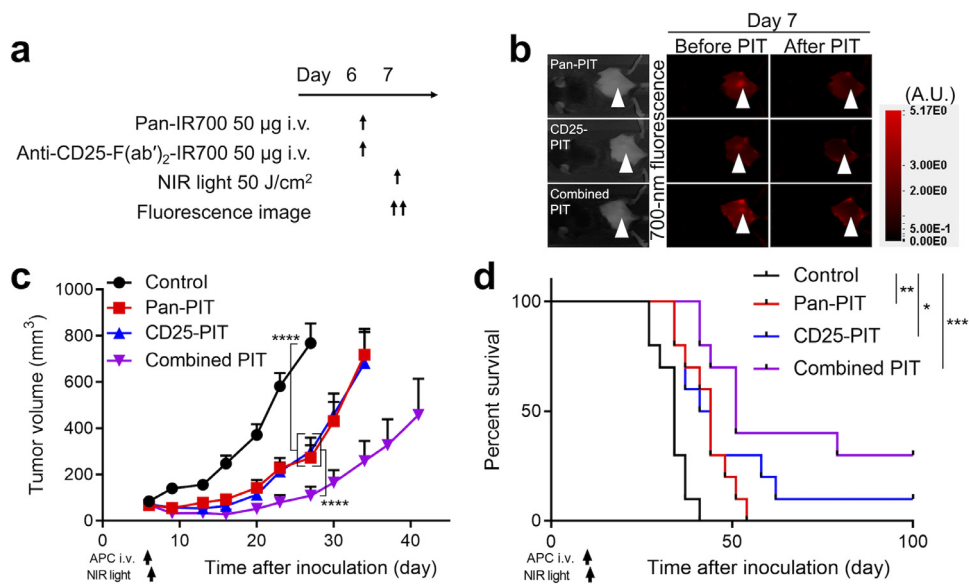 a
Day 6 7
Pan-IR700 50 µg i.v.
Anti-CD25-F(ab′)2-IR700 50 µg i.v.
NIR light 50 J/cm2
Fluorescence image
b
Day 7
Before PIT After PIT
Pan-PIT
CD25-
PIT
Combined
PIT
700-nm fluorescence
(A.U.)
5.17E0
3.00E0
2.00E0
5.00E-1
0.00E0
c
Control
Pan-PIT
CD25-PIT
Combined PIT
Tumor volume (mm3)
1000
800
600
400
200
0
****
****
0 10 20 30 40
APC i.v.
NIR light
Time after inoculation (day)
d
Control
Pan-PIT
CD25-PIT
Combined PIT
**
*
***
Percent survival
100
50
0
0 50 100
APC i.v.
NIR light
Time after inoculation (day)